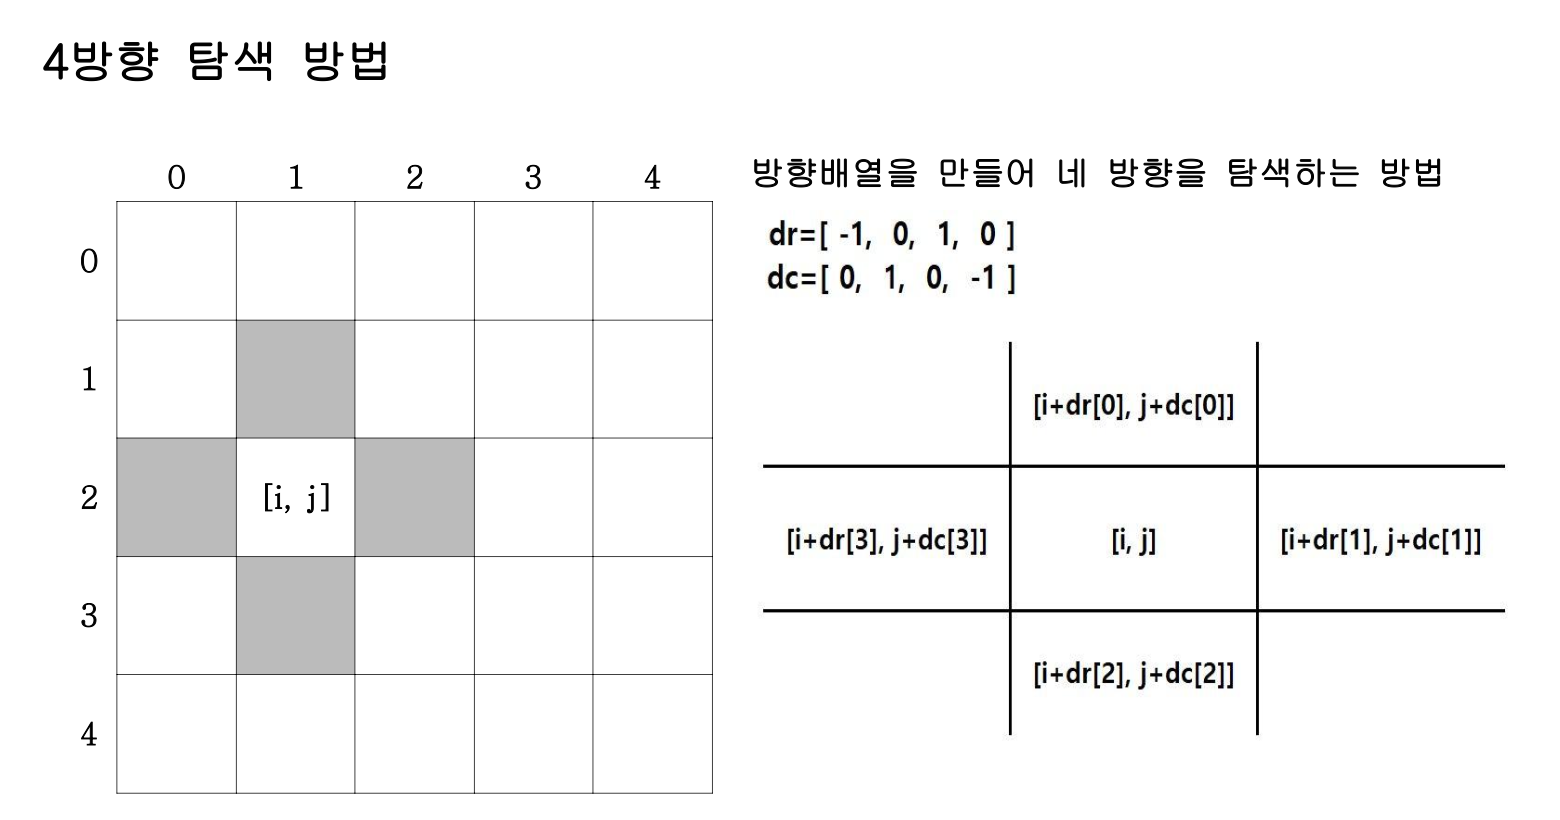 4방향 탐색 방법
0 1 2 3 4
0
1
2 [i, j]
3
4
방향배열을 만들어 네 방향을 탐색하는 방법
dr=[ -1, 0, 1, 0 ]
dc=[ 0, 1, 0, -1 ]
[i+dr[0], j+dc[0]]
[i+dr[3], j+dc[3]] [i, j] [i+dr[1], j+dc[1]]
[i+dr[2], j+dc[2]]